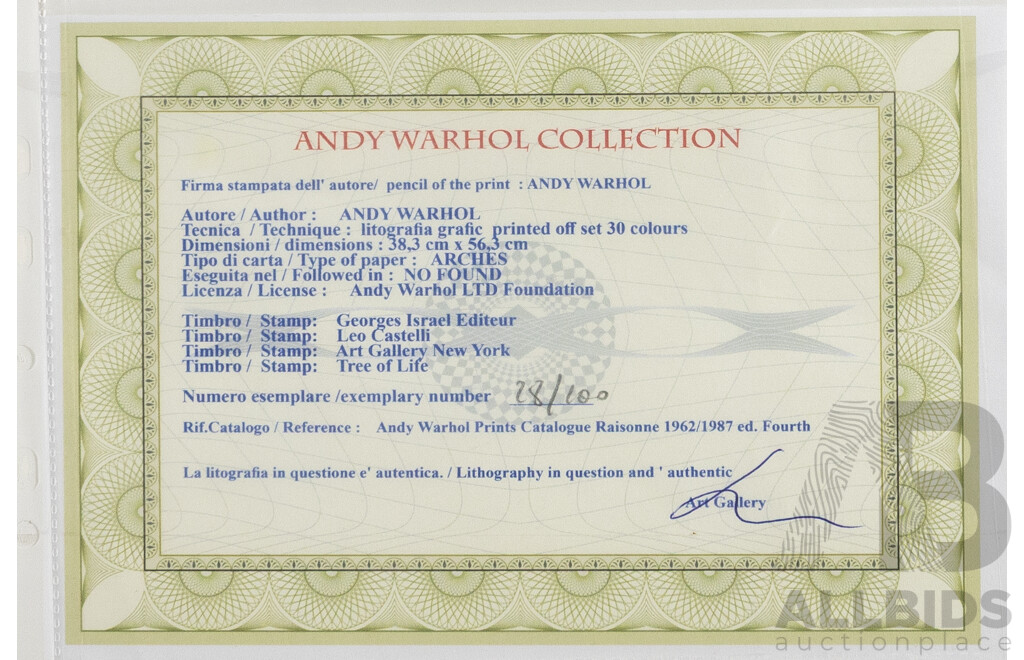 ANDY WARHOL COLLECTION
Firma stampata dell' autore/ pencil of the print : ANDY WARHOL
Autore / Author : ANDY WARHOL
Tecnica / Technique : litografia grafic printed off set 30 colours
Dimensioni / dimensions : 38,3 cm x 56,3 cm
Tipo di carta / Type of paper : ARCHES
Eseguita nel / Followed in : NO FOUND
Licenza / License : Andy Warhol LTD Foundation
Timbro / Stamp: Georges Israel Editeur
Timbro / Stamp: Leo Castelli
Timbro / Stamp: Art Gallery New York
Timbro / Stamp: Tree of Life
Numero esemplare /exemplary number 28/100
Rif.Catalogo / Reference : Andy Warhol Prints Catalogue Raisonne 1962/1987 ed. Fourth
La litografia in questione e' autentica. / Lithography in question and ' authentic
Art Gallery
AB
ALLBIDS
auctionplace